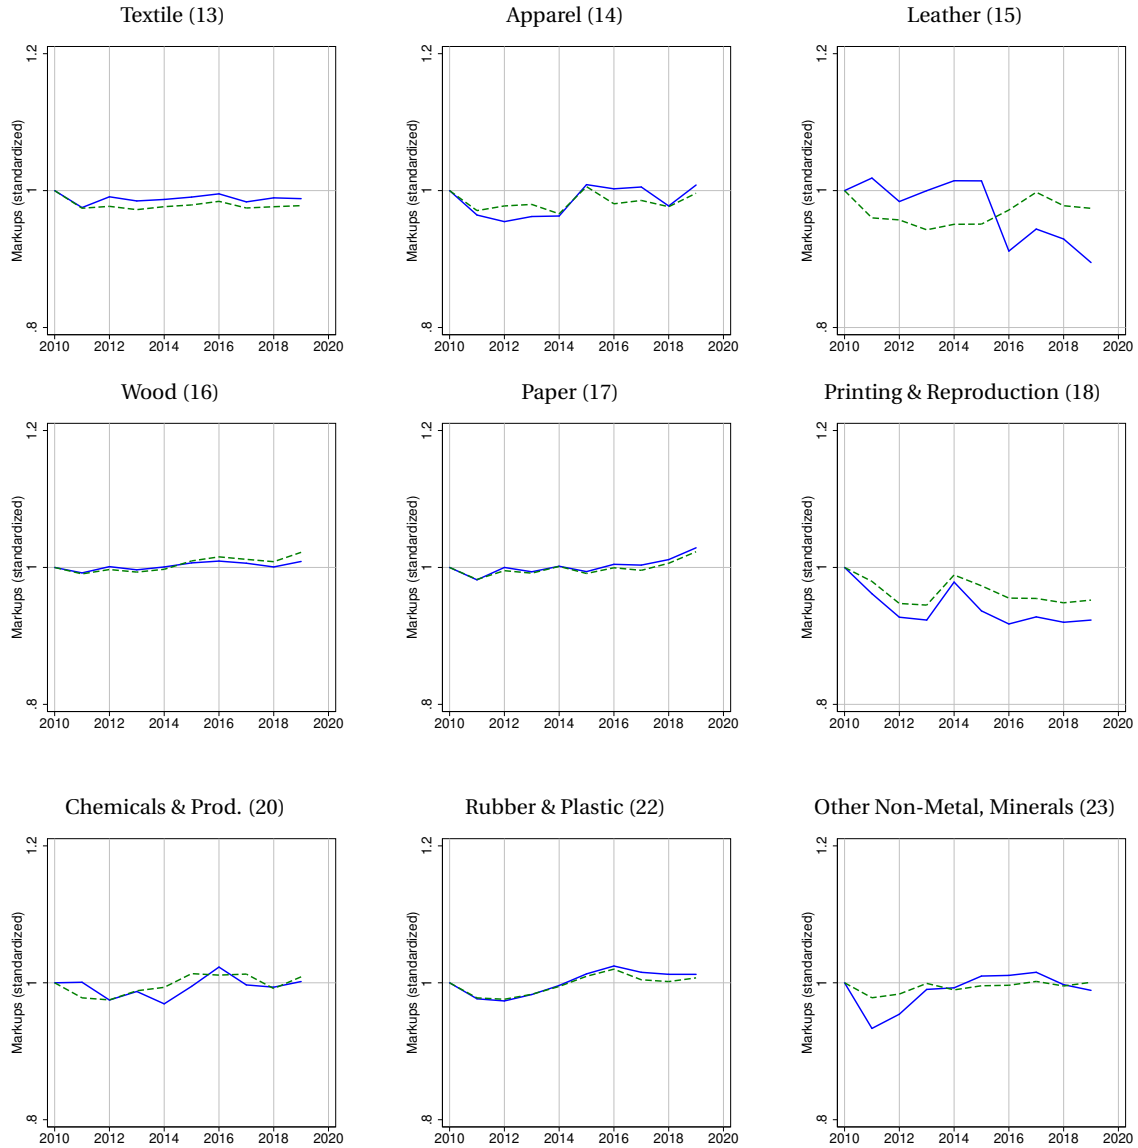 Textile (13)
Apparel (14)
Leather (15)
Markups (standardized)
.8
1
1.2
2010 2012 2014 2016 2018 2020
Markups (standardized)
.8
1
1.2
2010 2012 2014 2016 2018 2020
Markups (standardized)
.8
1
1.2
2010 2012 2014 2016 2018 2020
Wood (16)
Paper (17)
Printing & Reproduction (18)
Markups (standardized)
.8
1
1.2
2010 2012 2014 2016 2018 2020
Markups (standardized)
.8
1
1.2
2010 2012 2014 2016 2018 2020
Markups (standardized)
.8
1
1.2
2010 2012 2014 2016 2018 2020
Chemicals & Prod. (20)
Rubber & Plastic (22)
Other Non-Metal, Minerals (23)
Markups (standardized)
.8
1
1.2
2010 2012 2014 2016 2018 2020
Markups (standardized)
.8
1
1.2
2010 2012 2014 2016 2018 2020
Markups (standardized)
.8
1
1.2
2010 2012 2014 2016 2018 2020